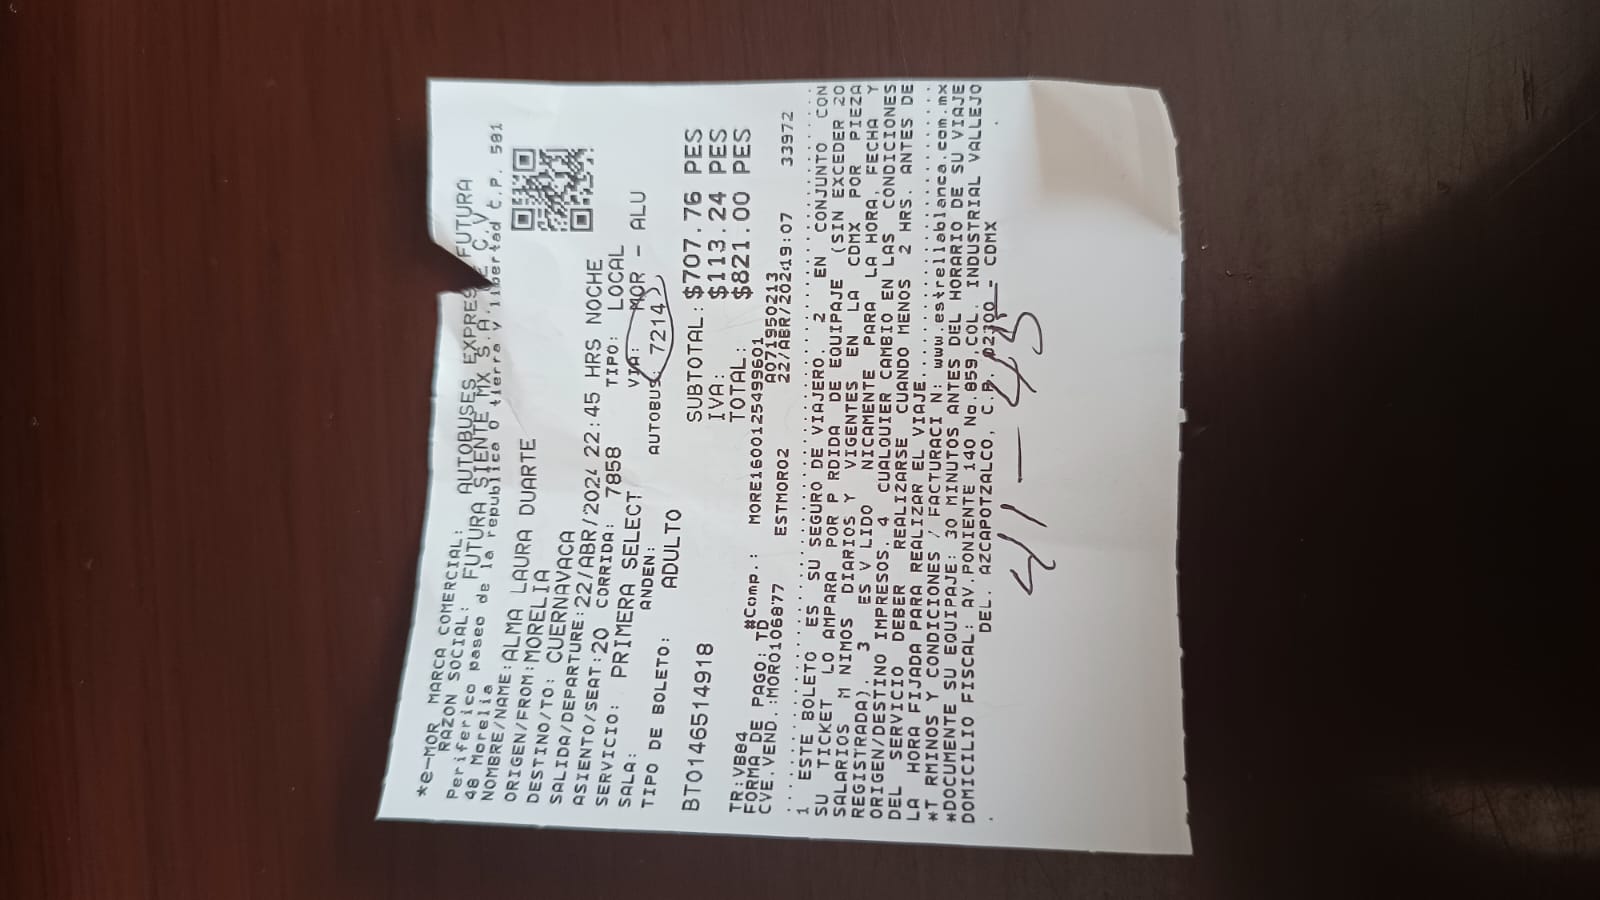 *e-MOR MARCA COMERCIAL: AUTOBUSES EXPRESS FUTURA
RAZON SOCIAL: FUTURA SIENTE MX S.A. C.V
Periferico paseo de la republica O tierra y libertad C.P. 581
48 Morelia
NOMBRE/NAME:ALMA LAURA DUARTE
ORIGEN/FROM:MORELIA
DESTINO/TO: CUERNAVACA
SALIDA/DEPARTURE:22/ABR/2024 22:45 HRS NOCHE
ASIENTO/SEAT:20 CORRIDA: 7858 TIPO: LOCAL
SERVICIO: PRIMERA SELECT VIA: MOR - ALU
SALA: ANDEN: AUTOBUS: 7214
TIPO DE BOLETO: ADULTO
BT0146514918
SUBTOTAL: $707.76 PES
IVA: $113.24 PES
TOTAL: $821.00 PES
TR:VB84
FORMA DE PAGO: TD #Comp.: MORE1600125499601
A071950213
CVE.VEND.:MOR0106877 ESTMOR02 22/ABR/202419:07 33972
1 ESTE BOLETO ES SU SEGURO DE VIAJERO. 2 EN CONJUNTO CON
SU TICKET LO AMPARA POR P RDIDA DE EQUIPAJE (SIN EXCEDER 20
SALARIOS M NIMOS DIARIOS Y VIGENTES EN LA CDMX POR PIEZA
REGISTRADA). 3 ES V LIDO NICAMENTE PARA LA HORA, FECHA Y
ORIGEN/DESTINO IMPRESOS. 4 CUALQUIER CAMBIO EN LAS CONDICIONES
DEL SERVICIO DEBER REALIZARSE CUANDO MENOS 2 HRS. ANTES DE
LA HORA FIJADA PARA REALIZAR EL VIAJE
*T RMINOS Y CONDICIONES / FACTURACI N: www.estrellablanca.com.mx
*DOCUMENTE SU EQUIPAJE: 30 MINUTOS ANTES DEL HORARIO DE SU VIAJE
DOMICILIO FISCAL: AV.PONIENTE 140 No.859,COL. INDUSTRIAL VALLEJO
DEL. AZCAPOTZALCO, C.P. 02300 - CDMX
41 - 45